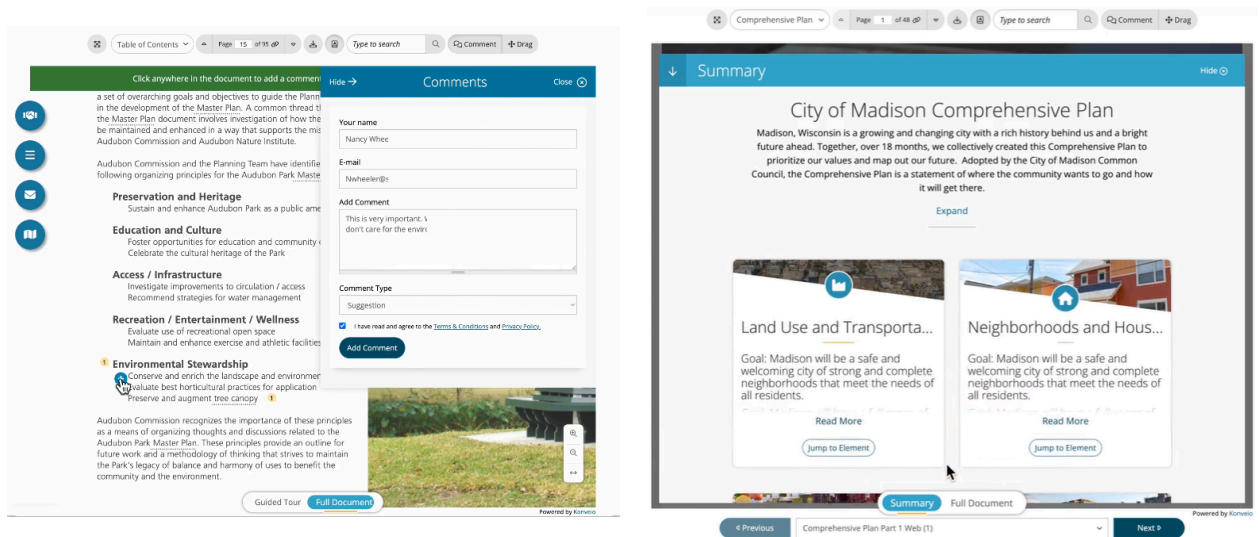 Table of Contents
Page 15 of 95
Type to search
Comment
Drag
Click anywhere in the document to add a comment
Hide
Comments
Close
a set of overarching goals and objectives to guide the
in the development of the Master Plan. A common thread
the Master Plan document involves investigation of how the
be maintained and enhanced in a way that supports the
Audubon Commission and Audubon Nature Institute.
Audubon Commission and the Planning Team have
following organizing principles for the Audubon Park
Preservation and Heritage
Sustain and enhance Audubon Park as a public
Education and Culture
Foster opportunities for education and community
Celebrate the cultural heritage of the Park
Access / Infrastructure
Investigate improvements to circulation / access
Recommend strategies for water management
Recreation / Entertainment / Wellness
Evaluate use of recreational open space
Maintain and enhance exercise and athletic facilities
1 Environmental Stewardship
Conserve and enrich the landscape and
Evaluate best horticultural practices for application
Preserve and augment tree canopy 1
Audubon Commission recognizes the importance of these principles
as a means of organizing thoughts and discussions related to the
Audubon Park Master Plan. These principles provide an outline for
future work and a methodology of thinking that strives to maintain
the Park's legacy of balance and harmony of uses to benefit the
community and the environment.
Your name
Nancy Whee
E-mail
Nwheeler@s
Add Comment
This is very important.
don't care for the
Comment Type
Suggestion
I have read and agree to the Terms & Conditions and Privacy Policy.
Add Comment
Guided Tour
Full Document
Powered by Konveio
Comprehensive Plan
Page 1 of 48
Type to search
Comment
Drag
Summary
Hide
City of Madison Comprehensive Plan
Madison, Wisconsin is a growing and changing city with a rich history behind us and a bright
future ahead. Together, over 18 months, we collectively created this Comprehensive Plan to
prioritize our values and map out our future. Adopted by the City of Madison Common
Council, the Comprehensive Plan is a statement of where the community wants to go and how
it will get there.
Expand
Land Use and Transporta...
Goal: Madison will be a safe and
welcoming city of strong and complete
neighborhoods that meet the needs of
all residents.
Read More
Jump to Element
Neighborhoods and Hous...
Goal: Madison will be a safe and
welcoming city of strong and complete
neighborhoods that meet the needs of
all residents.
Read More
Jump to Element
Summary
Full Document
Powered by Konveio
Previous
Comprehensive Plan Part 1 Web (1)
Next